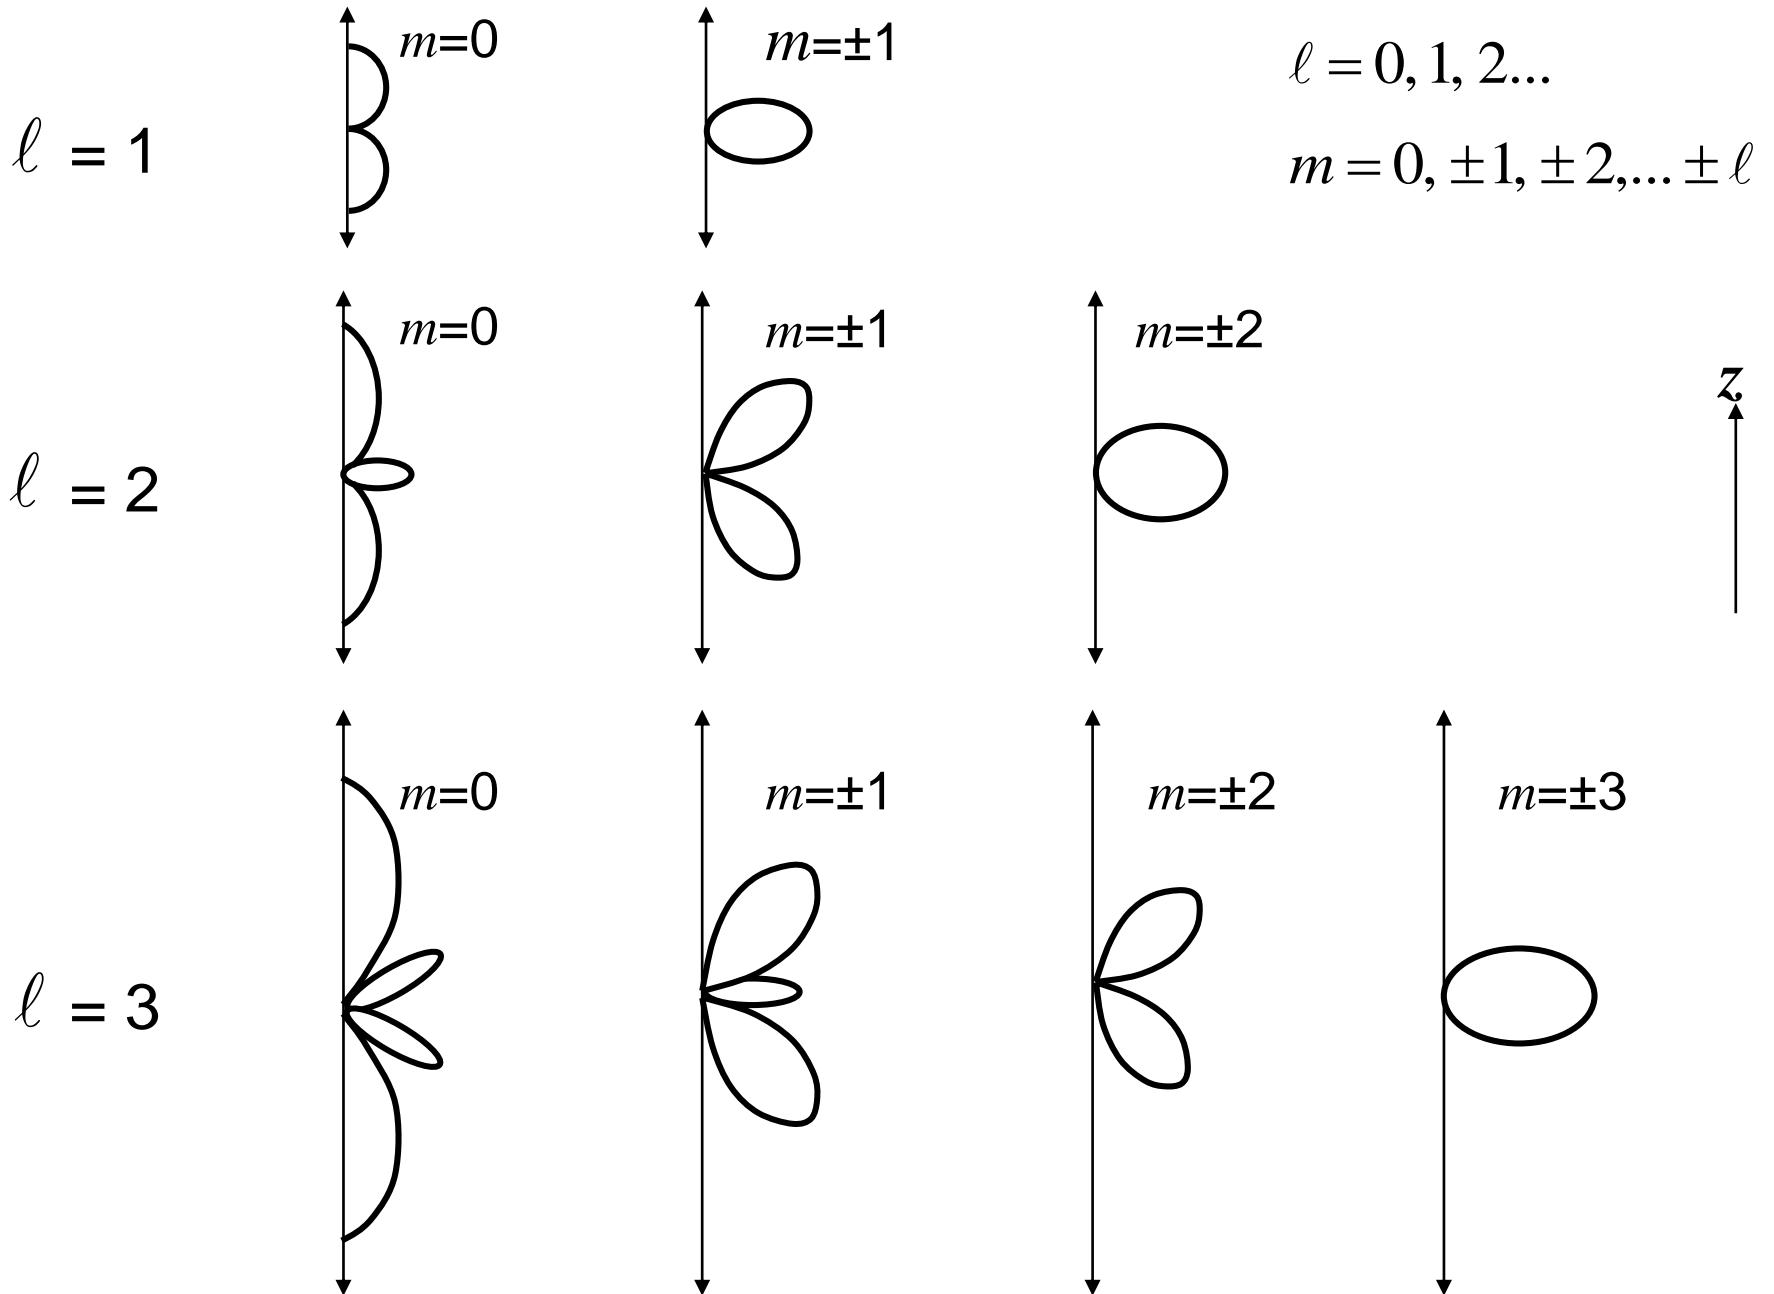 m=0
m=±1
ℓ = 0, 1, 2...
ℓ = 1
m = 0, ±1, ±2,... ±ℓ
m=0
m=±1
m=±2
z
ℓ = 2
m=0
m=±1
m=±2
m=±3
ℓ = 3